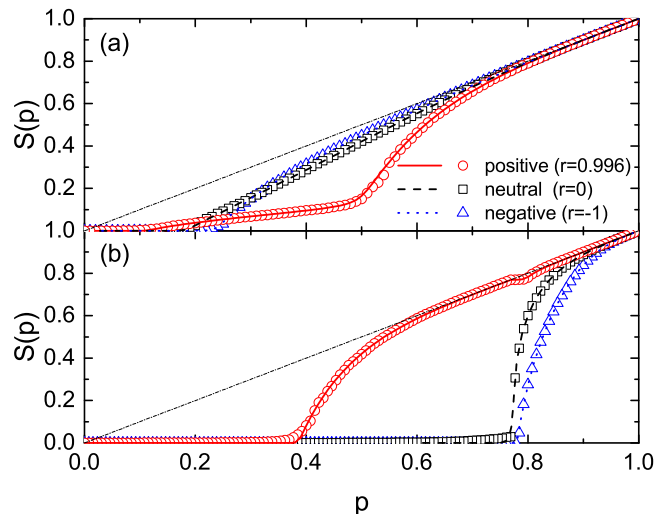 1.0
(a)
0.8
0.6
S(p)
0.4
positive (r=0.996)
neutral (r=0)
0.2
negative (r=-1)
1.0
(b)
0.8
0.6
S(p)
0.4
0.2
0.0
0.0 0.2 0.4 0.6 0.8 1.0
p